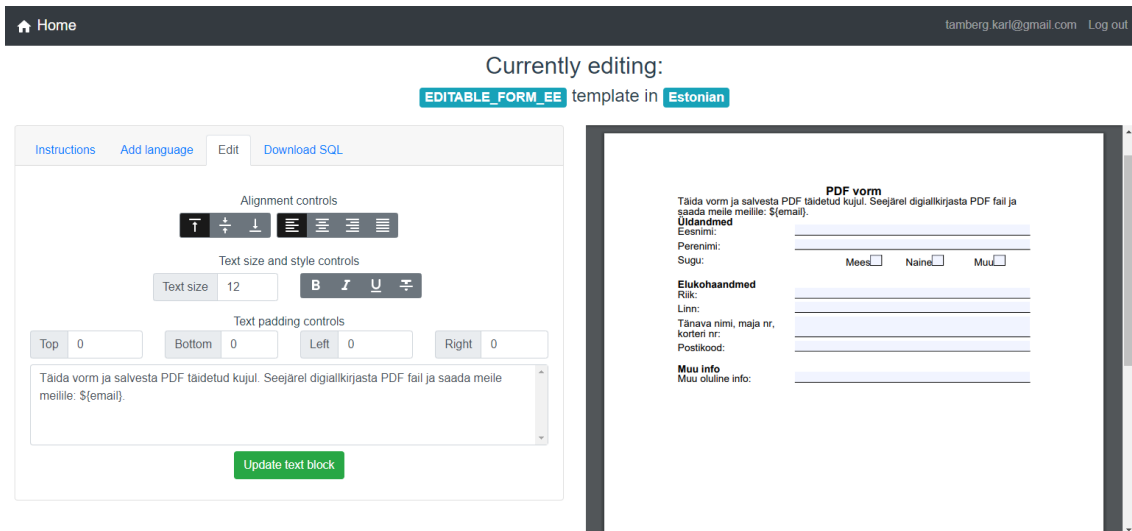 Home
tamberg.karl@gmail.com Log out
Currently editing:
EDITABLE_FORM_EE template in Estonian
Instructions Add language Edit Download SQL
Alignment controls
Text size and style controls
Text size 12 B I U T
Text padding controls
Top 0 Bottom 0 Left 0 Right 0
Täida vorm ja salvesta PDF täidetud kujul. Seejärel digiallkirjasta PDF fail ja saada meile
meilile: ${email}.
Update text block
PDF vorm
Täida vorm ja salvesta PDF täidetud kujul. Seejärel digiallkirjasta PDF fail ja
saada meile meilile: ${email}.
Üldandmed
Eesnimi:
Perenimi:
Sugu: Mees Naine Muu
Elukohaandmed
Riik:
Linn:
Tänava nimi, maja nr,
korteri nr:
Postikood:
Muu info
Muu oluline info: